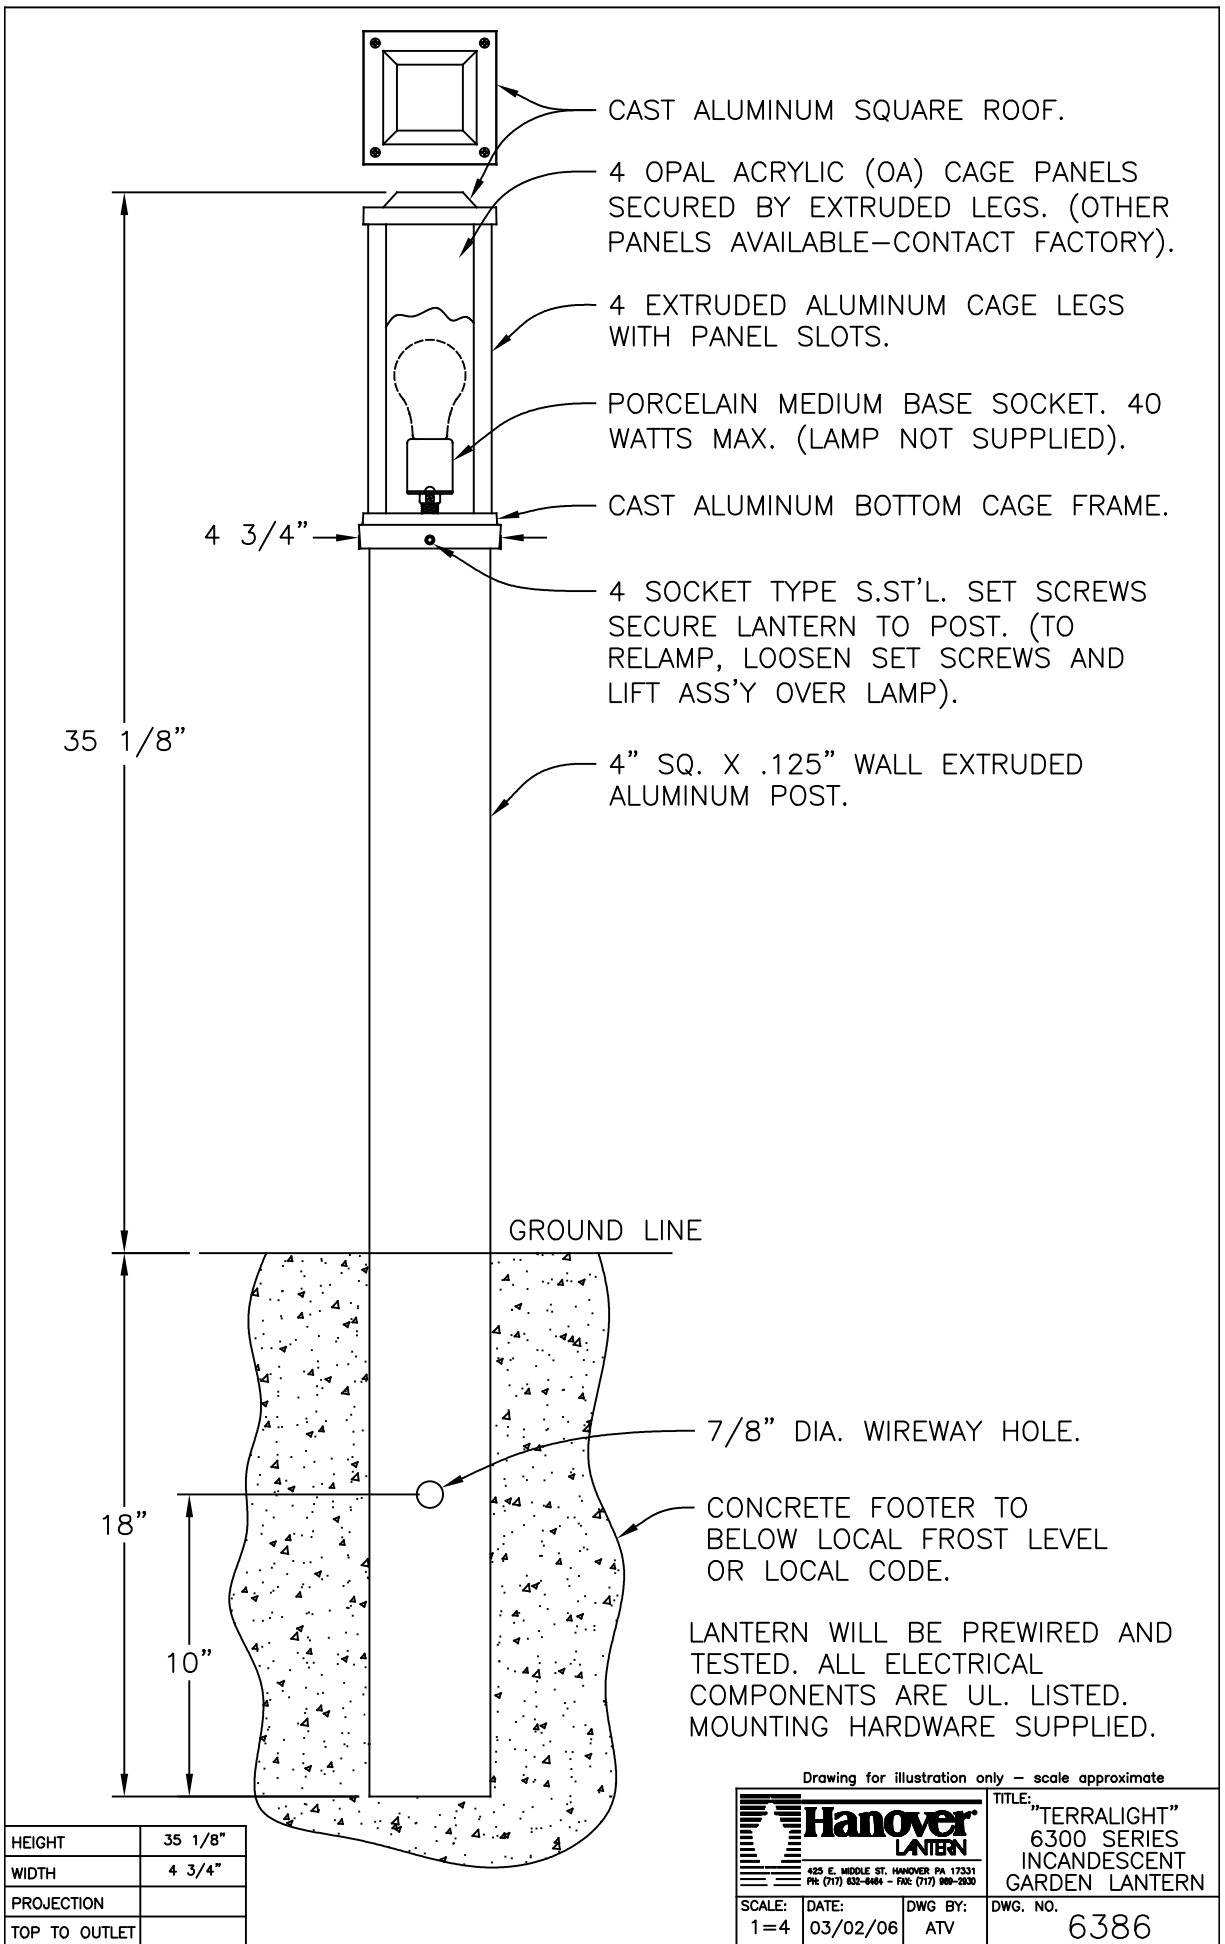 CAST ALUMINUM SQUARE ROOF.
4 OPAL ACRYLIC (OA) CAGE PANELS
SECURED BY EXTRUDED LEGS. (OTHER
PANELS AVAILABLE-CONTACT FACTORY).
4 EXTRUDED ALUMINUM CAGE LEGS
WITH PANEL SLOTS.
PORCELAIN MEDIUM BASE SOCKET. 40
WATTS MAX. (LAMP NOT SUPPLIED).
CAST ALUMINUM BOTTOM CAGE FRAME.
4 3/4"
4 SOCKET TYPE S.ST'L. SET SCREWS
SECURE LANTERN TO POST. (TO
RELAMP, LOOSEN SET SCREWS AND
LIFT ASS'Y OVER LAMP).
35 1/8"
4" SQ. X .125" WALL EXTRUDED
ALUMINUM POST.
GROUND LINE
7/8" DIA. WIREWAY HOLE.
18"
CONCRETE FOOTER TO
BELOW LOCAL FROST LEVEL
OR LOCAL CODE.
10"
LANTERN WILL BE PREWIRED AND
TESTED. ALL ELECTRICAL
COMPONENTS ARE UL. LISTED.
MOUNTING HARDWARE SUPPLIED.
Drawing for illustration only - scale approximate
HEIGHT 35 1/8"
WIDTH 4 3/4"
PROJECTION
TOP TO OUTLET
Hanover
LANTERN
425 E. MIDDLE ST. HANOVER PA 17331
PH: (717) 632-6464 - FAX: (717) 989-2930
TITLE:
"TERRALIGHT"
6300 SERIES
INCANDESCENT
GARDEN LANTERN
SCALE: 1=4
DATE: 03/02/06
DWG BY: ATV
DWG. NO. 6386